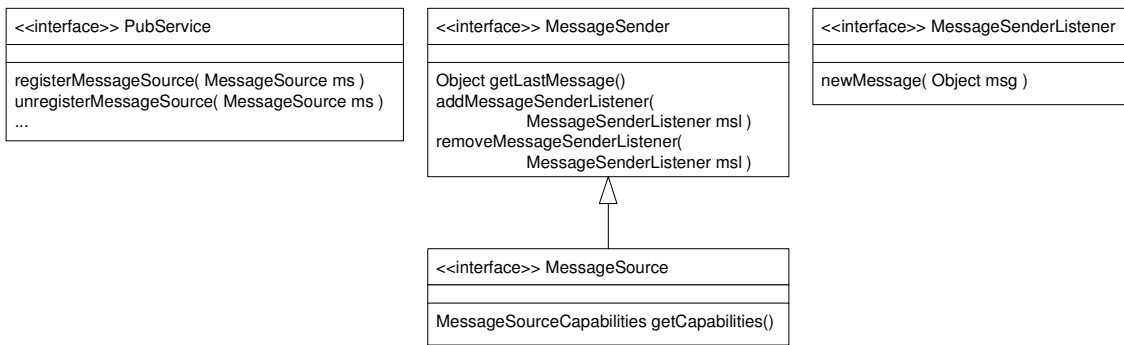 <<interface>> PubService
registerMessageSource( MessageSource ms )
unregisterMessageSource( MessageSource ms )
...
<<interface>> MessageSender
Object getLastMessage()
addMessageSenderListener(
MessageSenderListener msl )
removeMessageSenderListener(
MessageSenderListener msl )
<<interface>> MessageSenderListener
newMessage( Object msg )
<<interface>> MessageSource
MessageSourceCapabilities getCapabilities()